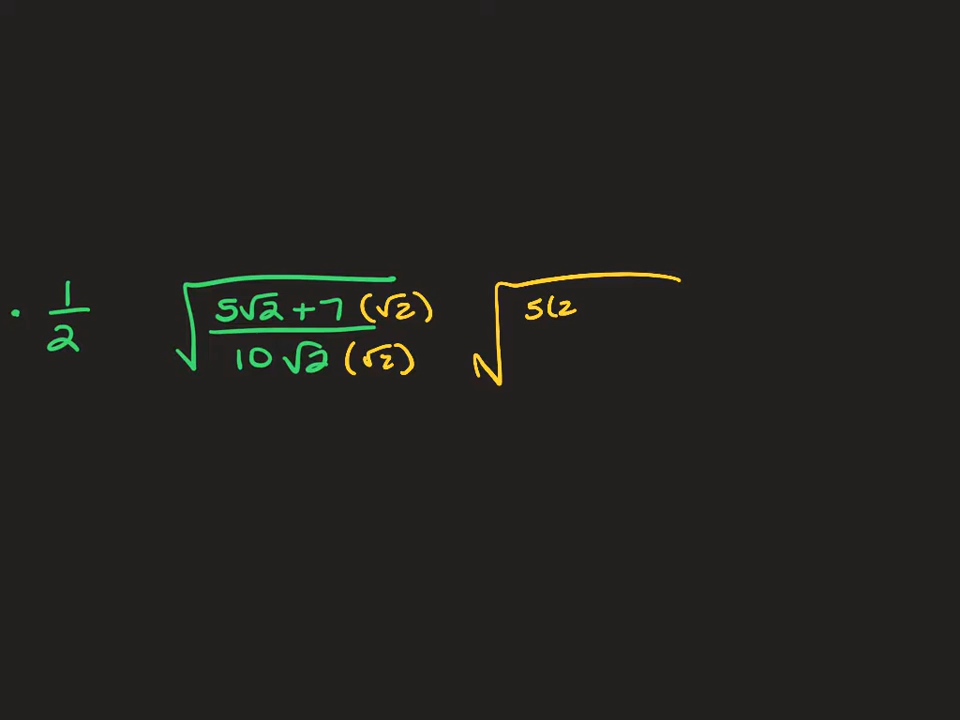 · 1/2 √((5√2 + 7 (√2))/(10√2 (√2))) √(5(2